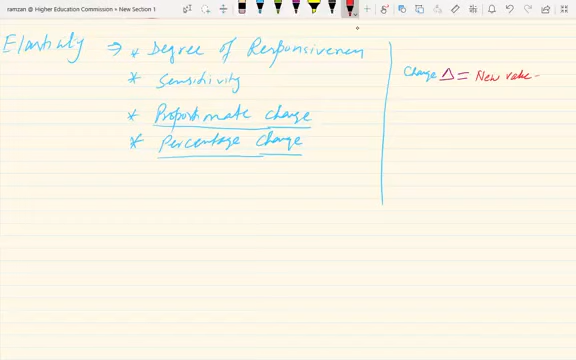 ramzan @ Higher Education Commission » New Section 1
Elasticity ⇒ * Degree of Responsiveness
* Sensitivity
* Proportionate change
* Percentage change
Change Δ = New value -